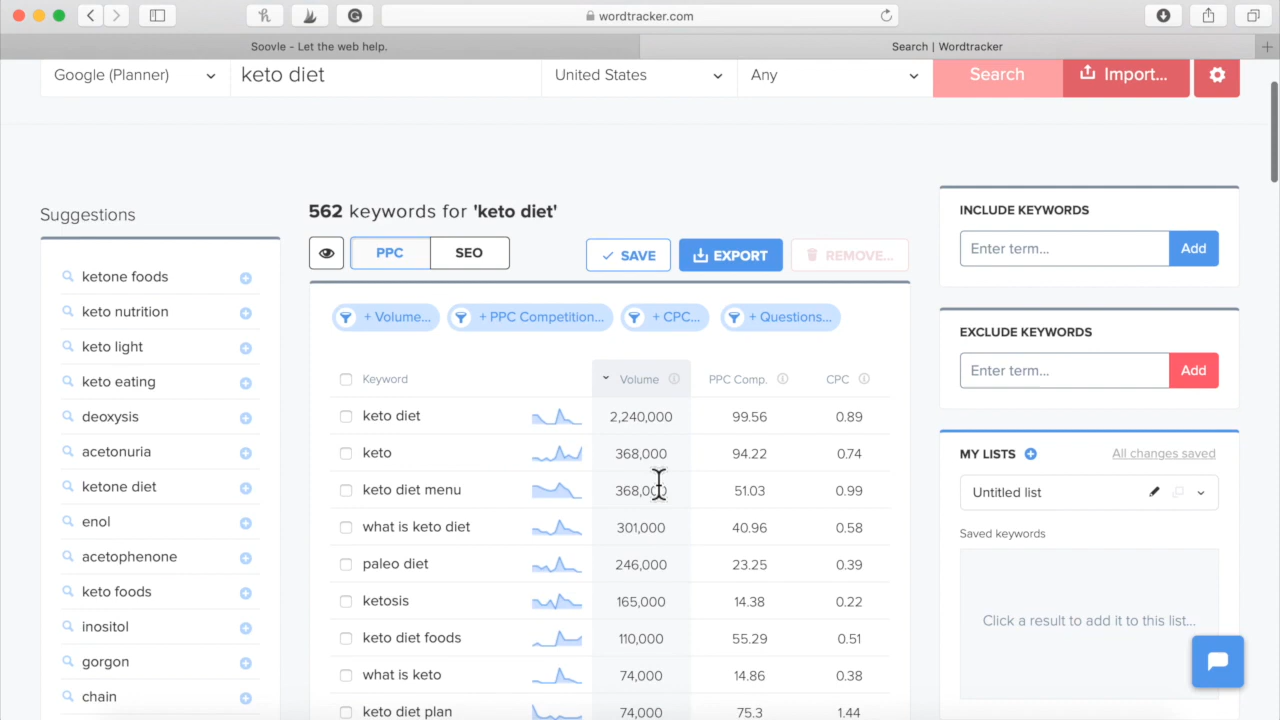 wordtracker.com
Soovle - Let the web help.
Search | Wordtracker
Google (Planner)
keto diet
United States
Any
Search
Import...
Suggestions
ketone foods
keto nutrition
keto light
keto eating
deoxysis
acetonuria
ketone diet
enol
acetophenone
keto foods
inositol
gorgon
chain
562 keywords for 'keto diet'
PPC
SEO
SAVE
EXPORT
REMOVE...
+ Volume...
+ PPC Competition...
+ CPC...
+ Questions...
Keyword Volume PPC Comp. CPC
keto diet 2,240,000 99.56 0.89
keto 368,000 94.22 0.74
keto diet menu 368,000 51.03 0.99
what is keto diet 301,000 40.96 0.58
paleo diet 246,000 23.25 0.39
ketosis 165,000 14.38 0.22
keto diet foods 110,000 55.29 0.51
what is keto 74,000 14.86 0.38
keto diet plan 74,000 75.3 1.44
INCLUDE KEYWORDS
Enter term...
Add
EXCLUDE KEYWORDS
Enter term...
Add
MY LISTS
All changes saved
Untitled list
Saved keywords
Click a result to add it to this list...